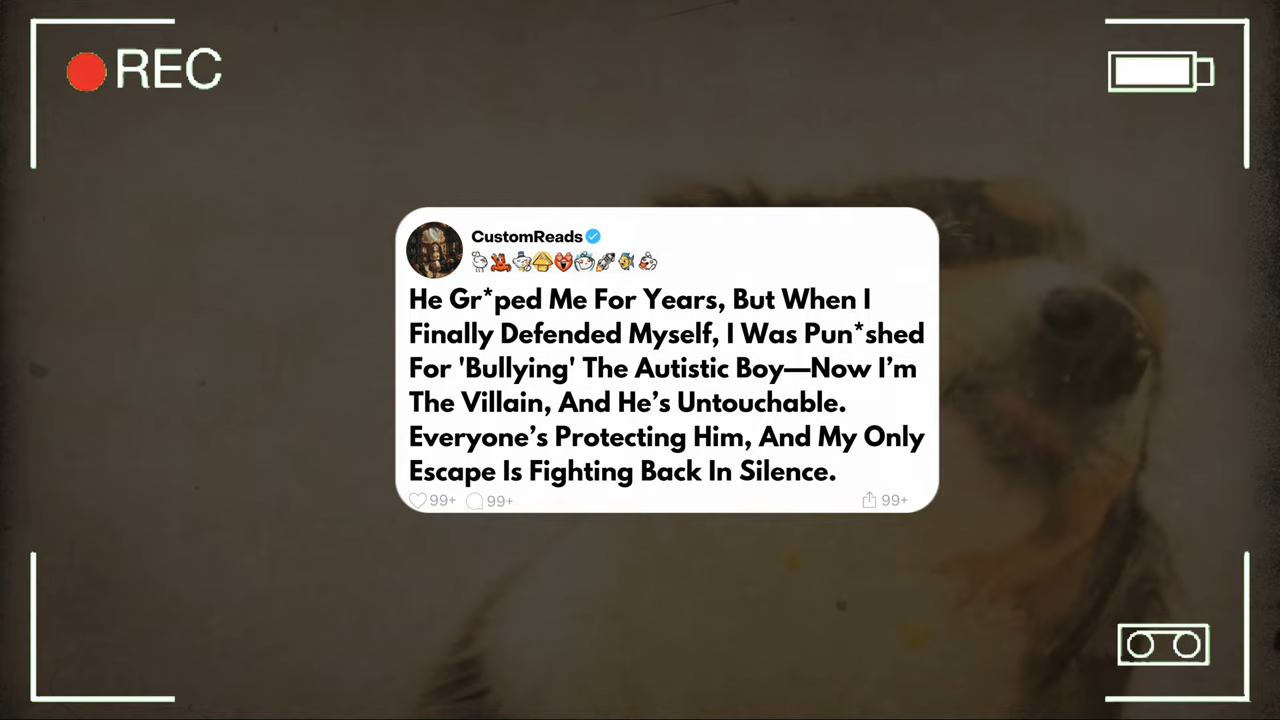 REC
CustomReads
He Gr*ped Me For Years, But When I
Finally Defended Myself, I Was Pun*shed
For 'Bullying' The Autistic Boy—Now I’m
The Villain, And He’s Untouchable.
Everyone’s Protecting Him, And My Only
Escape Is Fighting Back In Silence.
99+ 99+ 99+